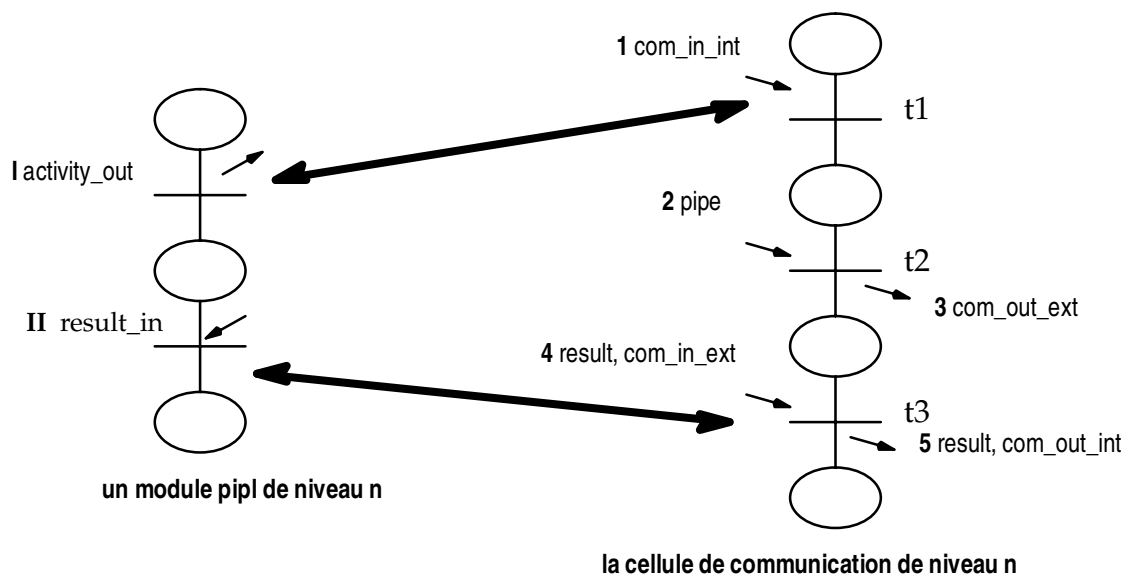 1 com_in_int
t1
I activity_out
2 pipe
t2
3 com_out_ext
II result_in
4 result, com_in_ext
t3
5 result, com_out_int
un module pipl de niveau n
la cellule de communication de niveau n